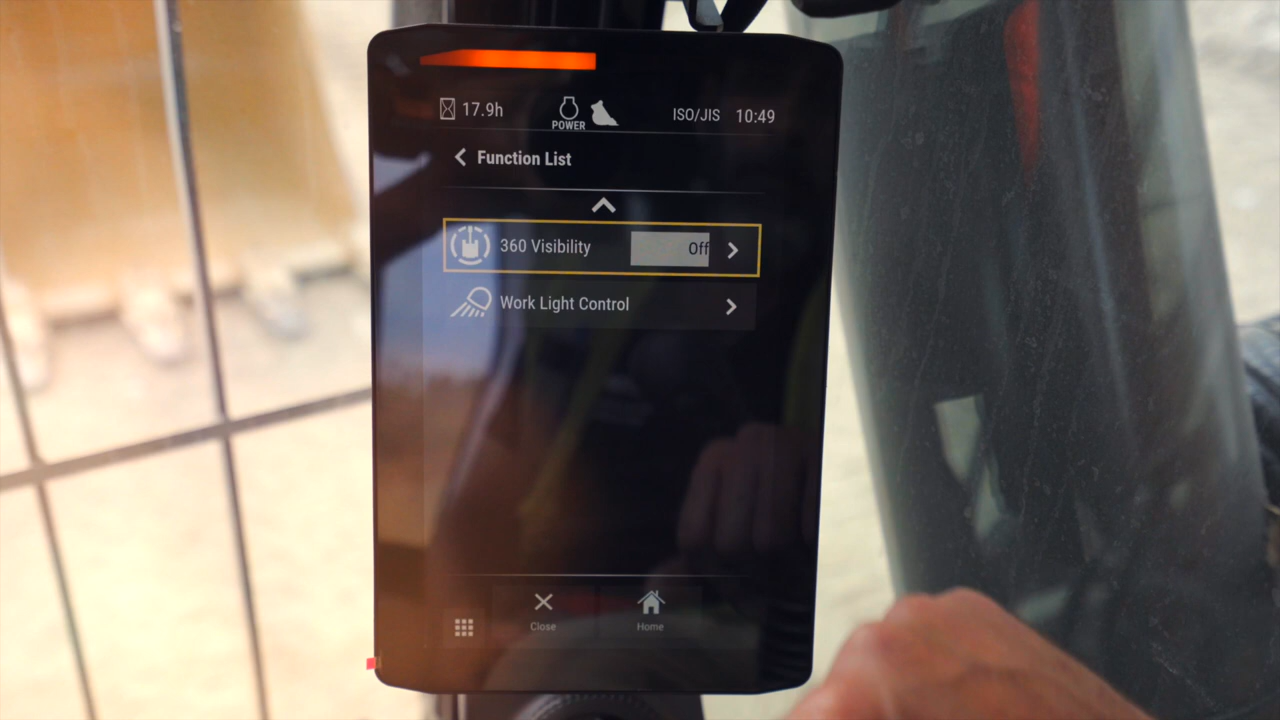 17.9h
POWER
ISO/JIS 10:49
Function List
360 Visibility Off
Work Light Control
Close
Home